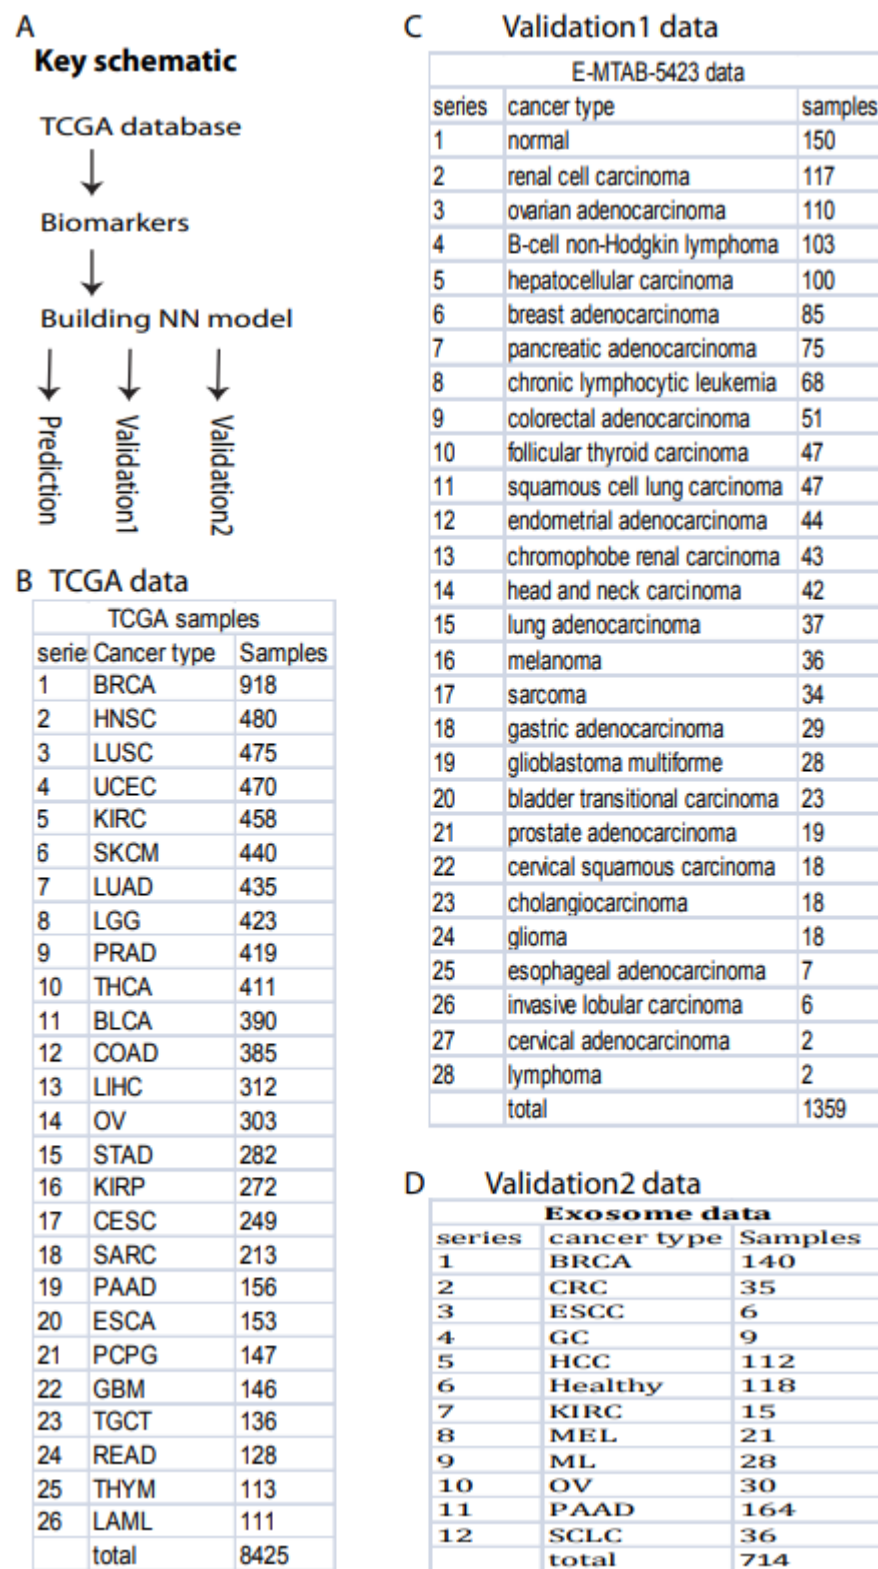 A
Key schematic
TCGA database
Biomarkers
Building NN model
Prediction
Validation1
Validation2
B TCGA data
TCGA samples
serie Cancer type Samples
1 BRCA 918
2 HNSC 480
3 LUSC 475
4 UCEC 470
5 KIRC 458
6 SKCM 440
7 LUAD 435
8 LGG 423
9 PRAD 419
10 THCA 411
11 BLCA 390
12 COAD 385
13 LIHC 312
14 OV 303
15 STAD 282
16 KIRP 272
17 CESC 249
18 SARC 213
19 PAAD 156
20 ESCA 153
21 PCPG 147
22 GBM 146
23 TGCT 136
24 READ 128
25 THYM 113
26 LAML 111
total 8425
C Validation1 data
E-MTAB-5423 data
series cancer type samples
1 normal 150
2 renal cell carcinoma 117
3 ovarian adenocarcinoma 110
4 B-cell non-Hodgkin lymphoma 103
5 hepatocellular carcinoma 100
6 breast adenocarcinoma 85
7 pancreatic adenocarcinoma 75
8 chronic lymphocytic leukemia 68
9 colorectal adenocarcinoma 51
10 follicular thyroid carcinoma 47
11 squamous cell lung carcinoma 47
12 endometrial adenocarcinoma 44
13 chromophobe renal carcinoma 43
14 head and neck carcinoma 42
15 lung adenocarcinoma 37
16 melanoma 36
17 sarcoma 34
18 gastric adenocarcinoma 29
19 glioblastoma multiforme 28
20 bladder transitional carcinoma 23
21 prostate adenocarcinoma 19
22 cervical squamous carcinoma 18
23 cholangiocarcinoma 18
24 glioma 18
25 esophageal adenocarcinoma 7
26 invasive lobular carcinoma 6
27 cervical adenocarcinoma 2
28 lymphoma 2
total 1359
D Validation2 data
Exosome data
series cancer type Samples
1 BRCA 140
2 CRC 35
3 ESCC 6
4 GC 9
5 HCC 112
6 Healthy 118
7 KIRC 15
8 MEL 21
9 ML 28
10 OV 30
11 PAAD 164
12 SCLC 36
total 714